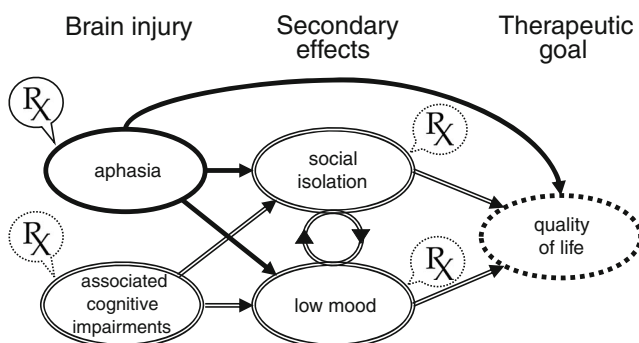 Brain injury
Secondary
effects
Therapeutic
goal
Rx
aphasia
Rx
social
isolation
Rx
associated
cognitive
impairments
Rx
low mood
quality
of life